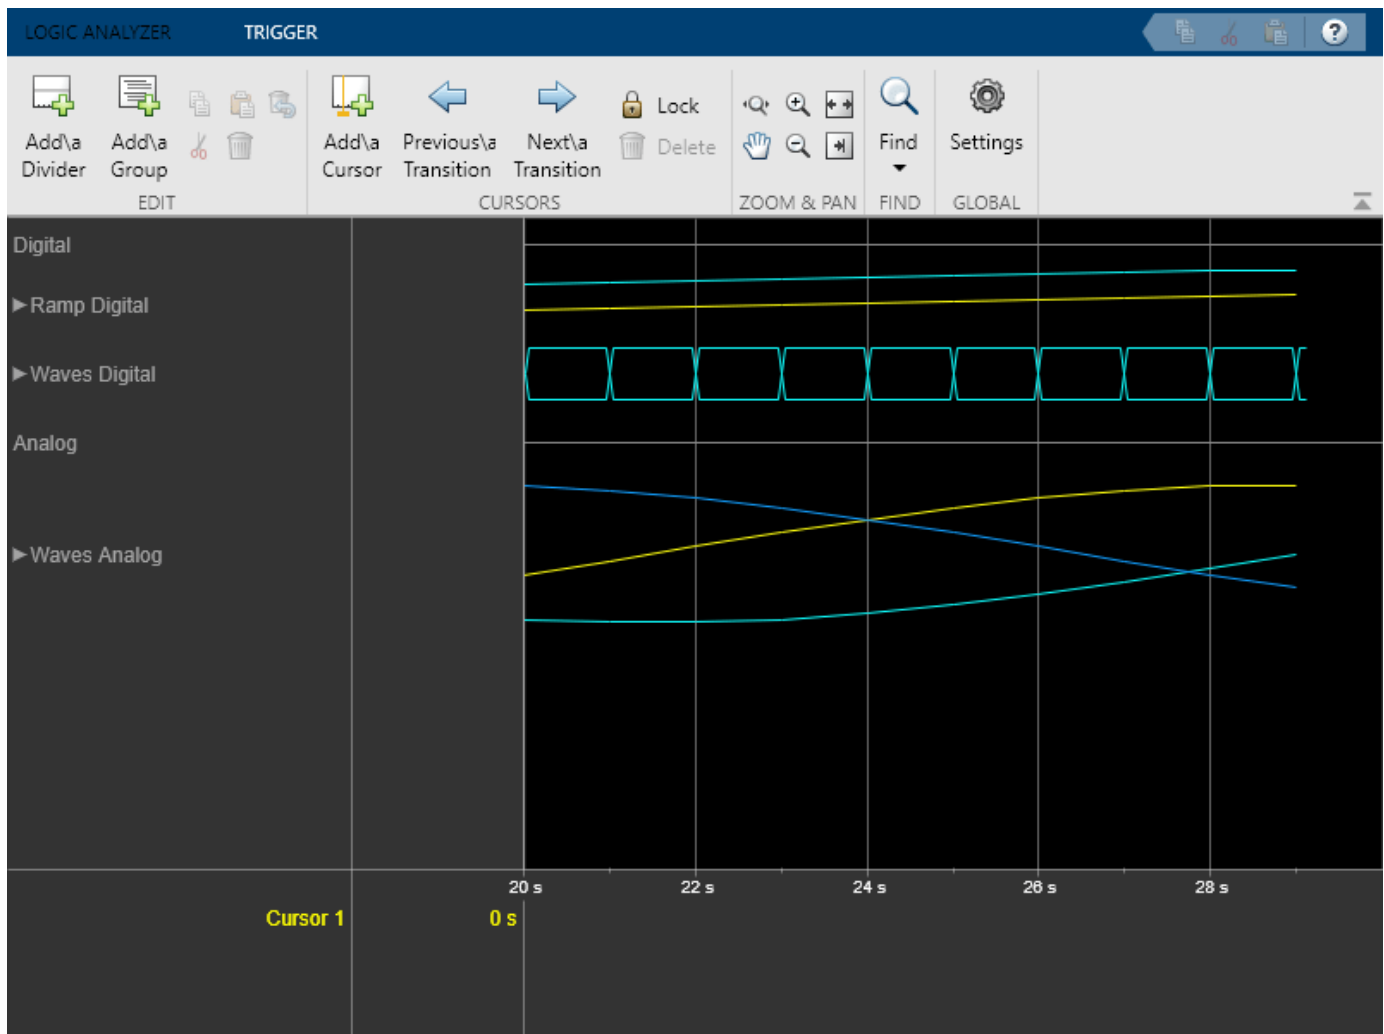 LOGIC ANALYZER TRIGGER ?
Add\a Add\a Add\a Previous\a Next\a Lock Find Settings
Divider Group Cursor Transition Transition Delete
EDIT CURSORS ZOOM & PAN FIND GLOBAL
Digital
Ramp Digital
Waves Digital
Analog
Waves Analog
20 s 22 s 24 s 26 s 28 s
Cursor 1 0 s